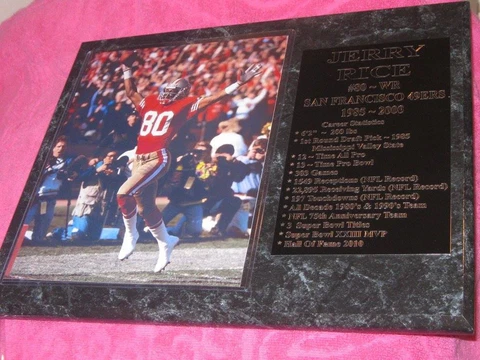 80
JERRY
RICE
#80 ~ WR
SAN FRANCISCO 49ERS
1985 ~ 2003
Career Statistics
* 6'2" ~ 200 lbs
* 1st Round Draft Pick ~ 1985
Mississippi Valley State
* 12 ~ Time All Pro
* 13 ~ Time Pro Bowl
* 303 Games
* 1549 Receptions (NFL Record)
* 22,895 Receiving Yards (NFL Record)
* 197 Touchdowns (NFL Record)
* All Decade 1980's & 1990's Team
* NFL 75th Anniversary Team
* 3 Super Bowl Titles
* Super Bowl XXIII MVP
* Hall Of Fame 2010